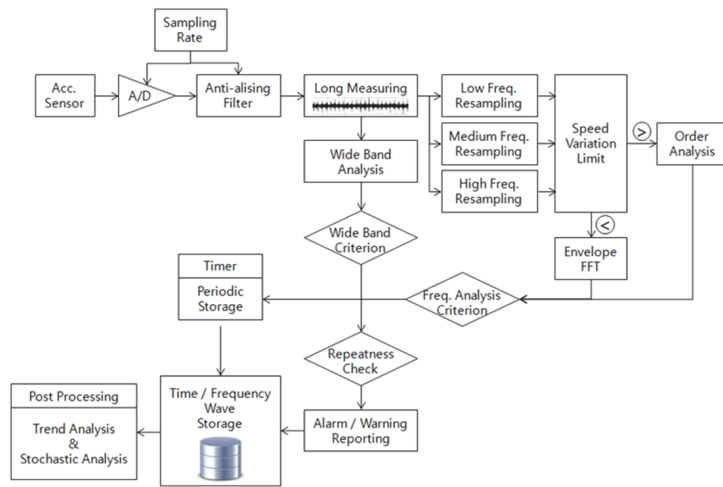 Sampling
Rate
Acc.
Sensor
A/D
Anti-alising
Filter
Long Measuring
Low Freq.
Resampling
Medium Freq.
Resampling
High Freq.
Resampling
Speed
Variation
Limit
>
Order
Analysis
Wide Band
Analysis
<
Envelope
FFT
Wide Band
Criterion
Timer
Periodic
Storage
Freq. Analysis
Criterion
Repeatness
Check
Time / Frequency
Wave
Storage
Alarm / Warning
Reporting
Post Processing
Trend Analysis
&
Stochastic Analysis